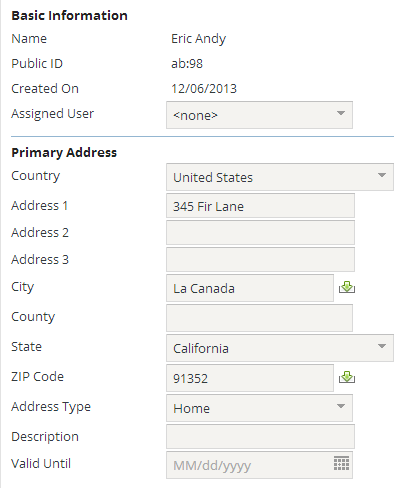 Basic Information
Name Eric Andy
Public ID ab:98
Created On 12/06/2013
Assigned User <none>
Primary Address
Country United States
Address 1 345 Fir Lane
Address 2
Address 3
City La Canada
County
State California
ZIP Code 91352
Address Type Home
Description
Valid Until MM/dd/yyyy